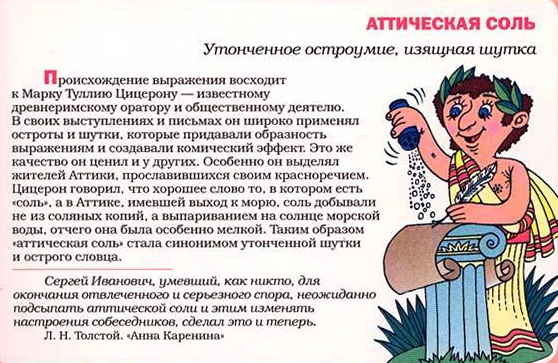 АТТИЧЕСКАЯ СОЛЬ
Утонченное остроумие, изящная шутка
Происхождение выражения восходит
к Марку Туллию Цицерону — известному
древнеримскому оратору и общественному деятелю.
В своих выступлениях и письмах он широко применял
остроты и шутки, которые придавали образность
выражениям и создавали комический эффект. Это же
качество он ценил и у других. Особенно он выделял
жителей Аттики, прославившихся своим красноречием.
Цицерон говорил, что хорошее слово то, в котором есть
«соль», а в Аттике, имевшей выход к морю, соль добывали
не из соляных копий, а выпариванием на солнце морской
воды, отчего она была особенно мелкой. Таким образом
«аттическая соль» стала синонимом утонченной шутки
и острого словца.
Сергей Иванович, умевший, как никто, для
окончания отвлеченного и серьезного спора, неожиданно
подсыпать аттической соли и этим изменять
настроения собеседников, сделал это и теперь.
Л. Н. Толстой. «Анна Каренина»